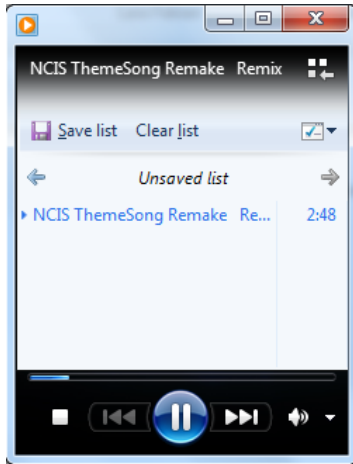 NCIS ThemeSong Remake  Remix
Save list  Clear list
Unsaved list
NCIS ThemeSong Remake  Re...  2:48